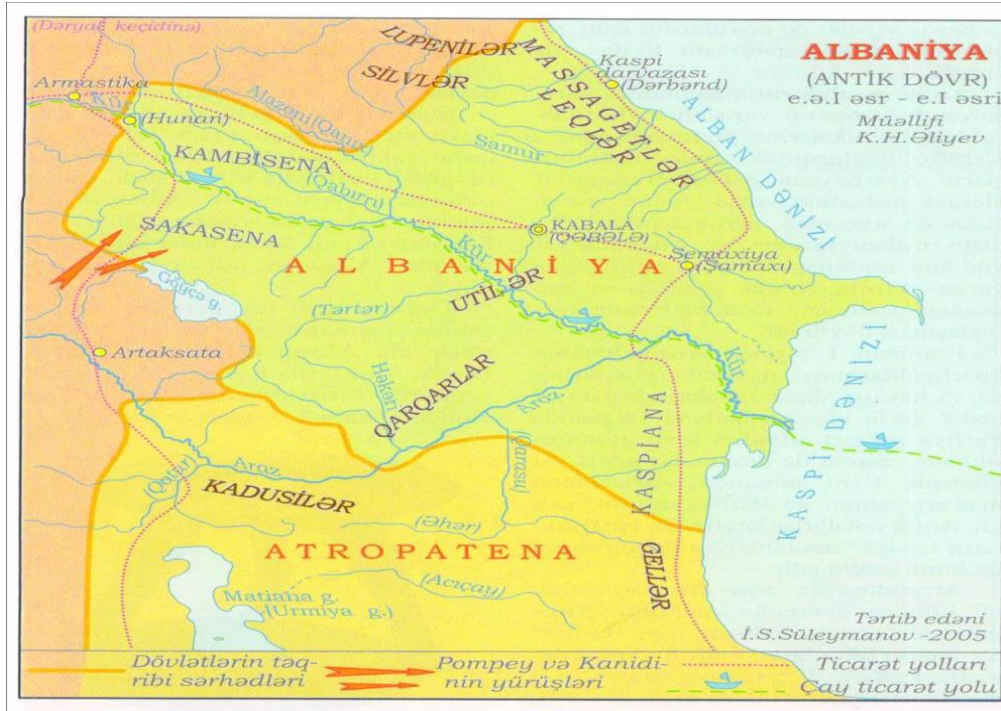 ALBANİYA
(ANTİK DÖVR)
e.ə.I əsr - e.I əsri
Müəllifi
K.H.Əliyev
(Daryal keçidinə)
LUPENİLƏR
SİLVLƏR
MASSAGETLƏR
LEQLƏR
Kaspi
darvazası
(Dərbənd)
ALBAN DƏNİZİ
Armastika
Kür
(Hunari)
Alazoni(Qanıx)
Samur
KAMBİSENA
(Qabırrı)
KABALA
(QƏBƏLƏ)
Kür
ŞAKASENA
ALBANİYA
Şemaxiya
(Şamaxı)
Göyçə g.
UTİLƏR
(Tərtər)
Artaksata
Həkəri
QARQARLAR
Araz
Kür
KASPİ DƏNİZİ
KASPİANA
(Qotur)
Araz
(Qarasu)
KADUSİLƏR
(Əhər)
ATROPATENA
GELLƏR
(Acıçay)
Matiana g.
(Urmiya g.)
Tərtib edəni
İ.S.Süleymanov -2005
Dövlətlərin təq-
ribi sərhədləri
Pompey və Kanidi-
nin yürüşləri
Ticarət yolları
Çay ticarət yolu